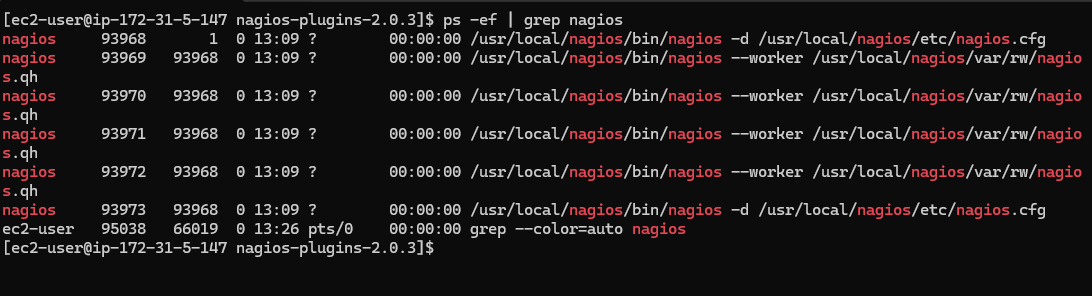 [ec2-user@ip-172-31-5-147 nagios-plugins-2.0.3]$ ps -ef | grep nagios
nagios     93968       1  0 13:09 ?        00:00:00 /usr/local/nagios/bin/nagios -d /usr/local/nagios/etc/nagios.cfg
nagios     93969   93968  0 13:09 ?        00:00:00 /usr/local/nagios/bin/nagios --worker /usr/local/nagios/var/rw/nagio
s.qh
nagios     93970   93968  0 13:09 ?        00:00:00 /usr/local/nagios/bin/nagios --worker /usr/local/nagios/var/rw/nagio
s.qh
nagios     93971   93968  0 13:09 ?        00:00:00 /usr/local/nagios/bin/nagios --worker /usr/local/nagios/var/rw/nagio
s.qh
nagios     93972   93968  0 13:09 ?        00:00:00 /usr/local/nagios/bin/nagios --worker /usr/local/nagios/var/rw/nagio
s.qh
nagios     93973   93968  0 13:09 ?        00:00:00 /usr/local/nagios/bin/nagios -d /usr/local/nagios/etc/nagios.cfg
ec2-user   95038   66019  0 13:26 pts/0    00:00:00 grep --color=auto nagios
[ec2-user@ip-172-31-5-147 nagios-plugins-2.0.3]$